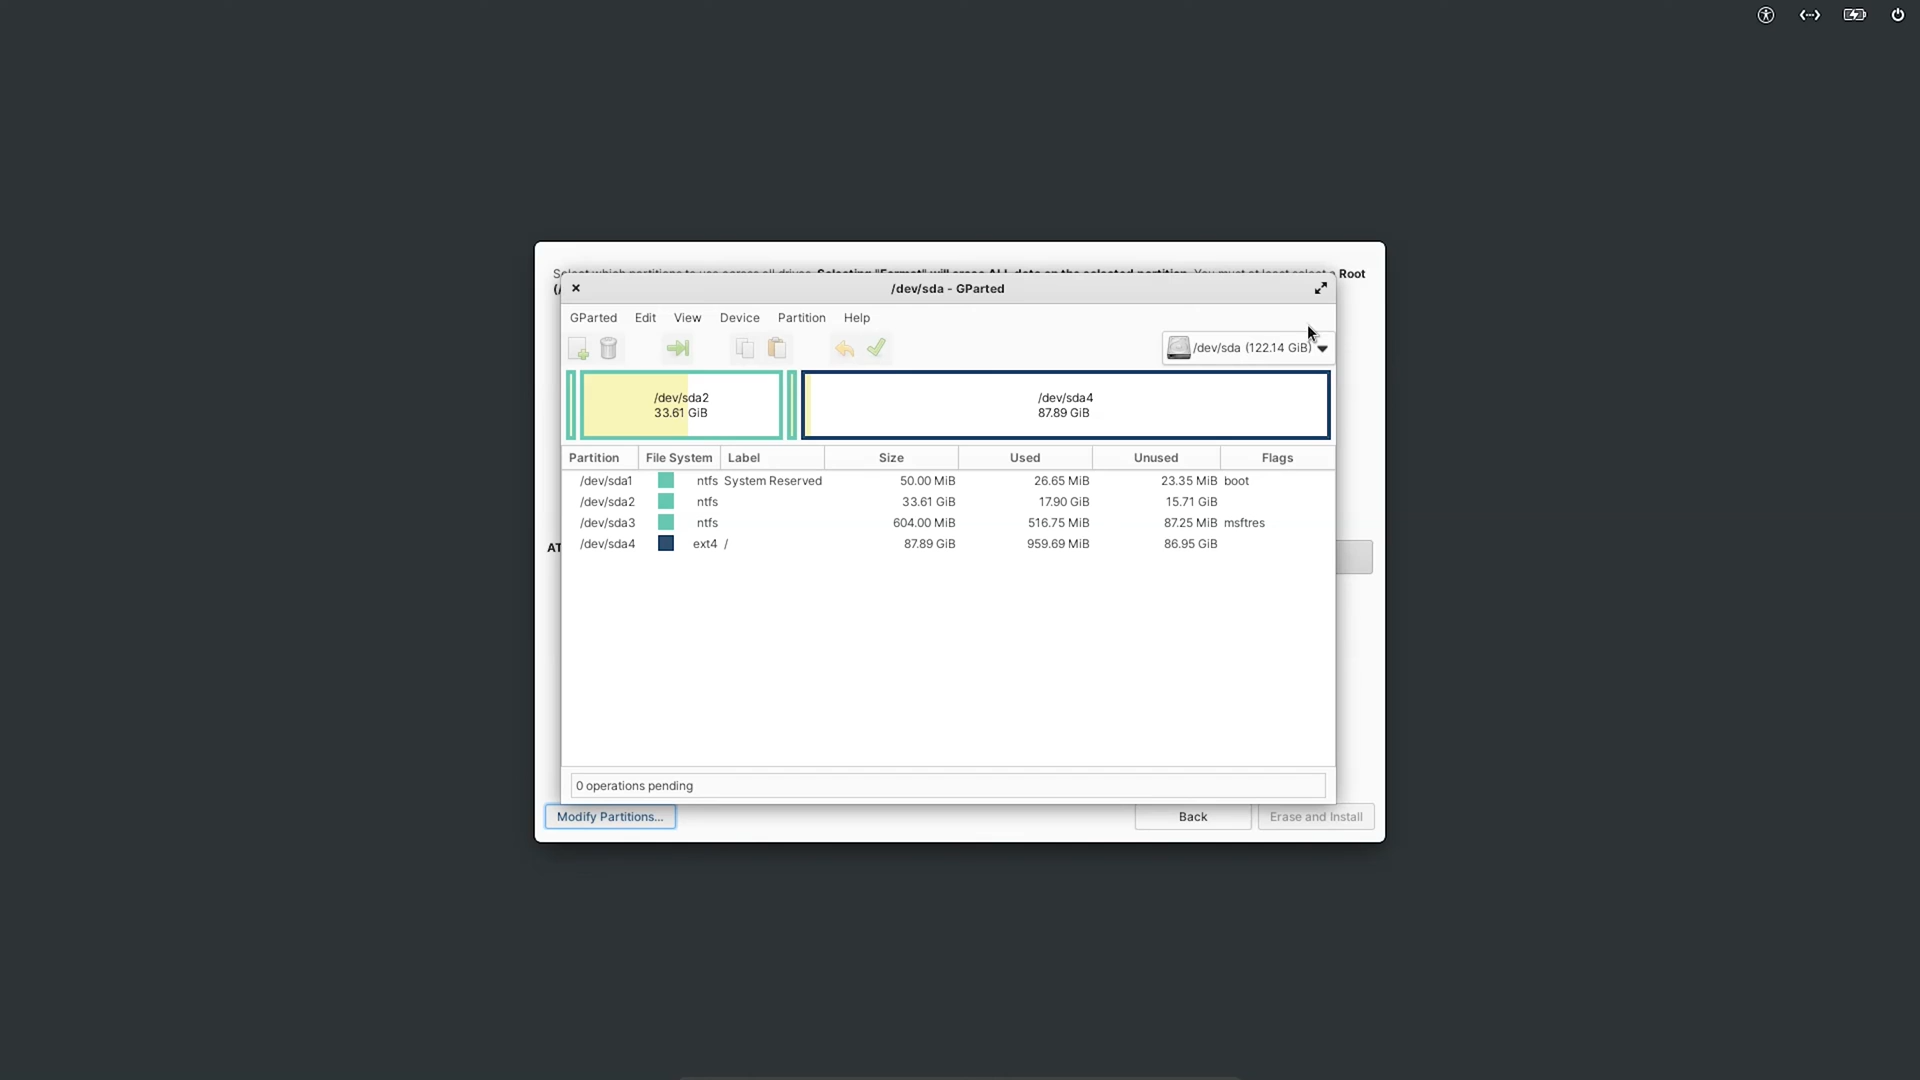 Root
(/
/dev/sda - GParted
GParted Edit View Device Partition Help
/dev/sda (122.14 GiB)
/dev/sda2
33.61 GiB
/dev/sda4
87.89 GiB
Partition File System Label Size Used Unused Flags
/dev/sda1 ntfs System Reserved 50.00 MiB 26.65 MiB 23.35 MiB boot
/dev/sda2 ntfs 33.61 GiB 17.90 GiB 15.71 GiB
/dev/sda3 ntfs 604.00 MiB 516.75 MiB 87.25 MiB msftres
/dev/sda4 ext4 / 87.89 GiB 959.69 MiB 86.95 GiB
AT
0 operations pending
Modify Partitions... Back Erase and Install